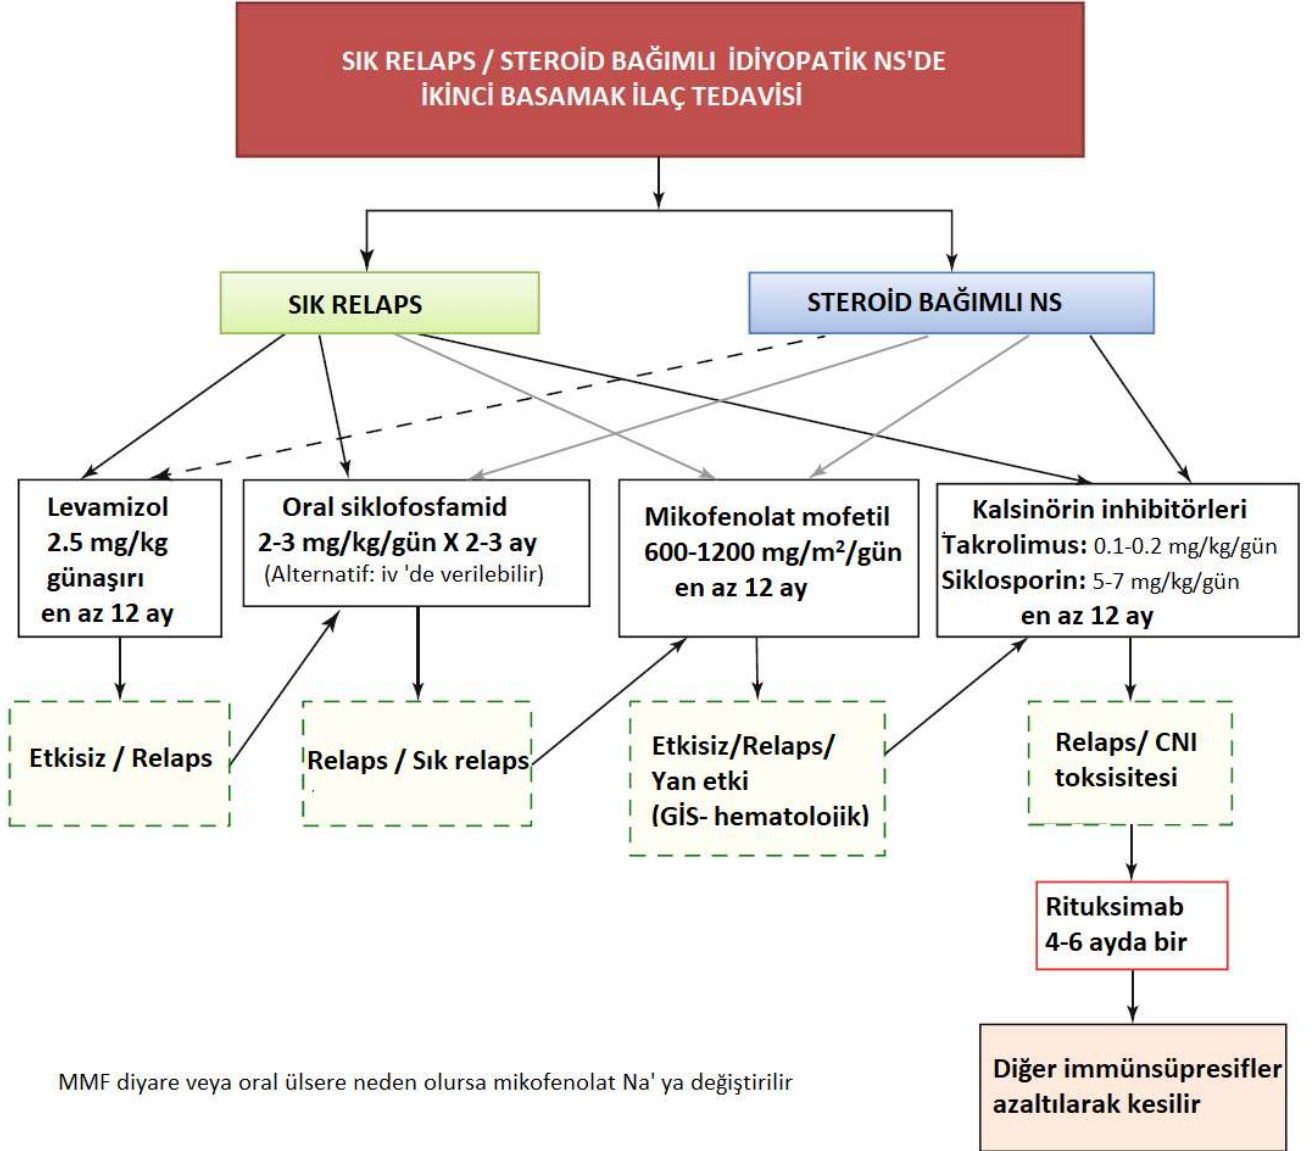 SIK RELAPS / STEROİD BAĞIMLI İDİYOPATİK NS'DE
İKİNCİ BASAMAK İLAÇ TEDAVİSİ
SIK RELAPS
STEROİD BAĞIMLI NS
Levamizol
2.5 mg/kg
günaşırı
en az 12 ay
Oral siklofosfamid
2-3 mg/kg/gün X 2-3 ay
(Alternatif: iv 'de verilebilir)
Mikofenolat mofetil
600-1200 mg/m²/gün
en az 12 ay
Kalsinörin inhibitörleri
Takrolimus: 0.1-0.2 mg/kg/gün
Siklosporin: 5-7 mg/kg/gün
en az 12 ay
Etkisiz / Relaps
Relaps / Sık relaps
Etkisiz/Relaps/
Yan etki
(GİS- hematolojik)
Relaps/ CNI
toksisitesi
Rituksimab
4-6 ayda bir
Diğer immünsüpresifler
azaltılarak kesilir
MMF diyare veya oral ülsere neden olursa mikofenolat Na' ya değiştirilir